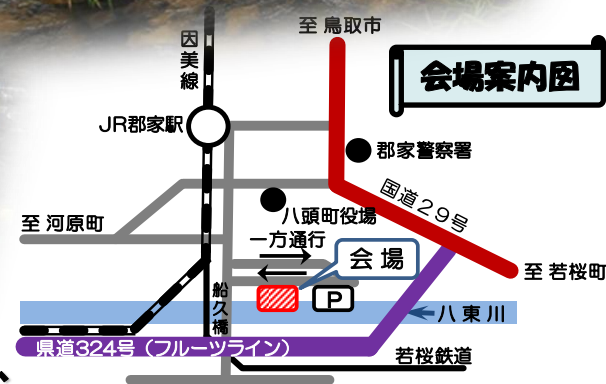 至 鳥取市
因美線
会場案内図
JR郡家駅
郡家警察署
国道29号
八頭町役場
至 河原町
一方通行
会 場
至 若桜町
船久橋
P
八東川
県道324号（フルーツライン）
若桜鉄道